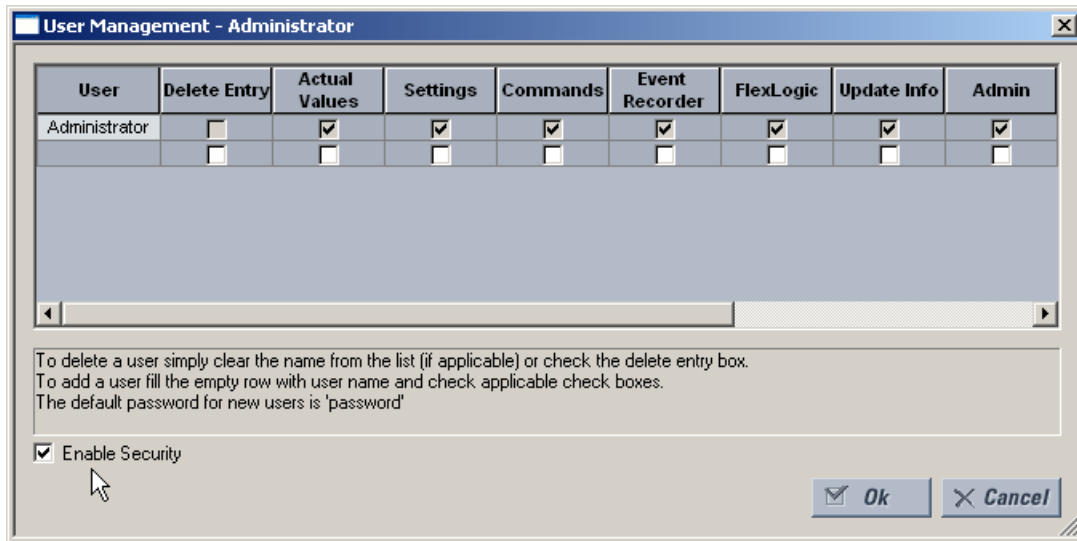 User Management - Administrator
User Delete Entry Actual Values Settings Commands Event Recorder FlexLogic Update Info Admin
Administrator
To delete a user simply clear the name from the list (if applicable) or check the delete entry box.
To add a user fill the empty row with user name and check applicable check boxes.
The default password for new users is 'password'
Enable Security
Ok Cancel